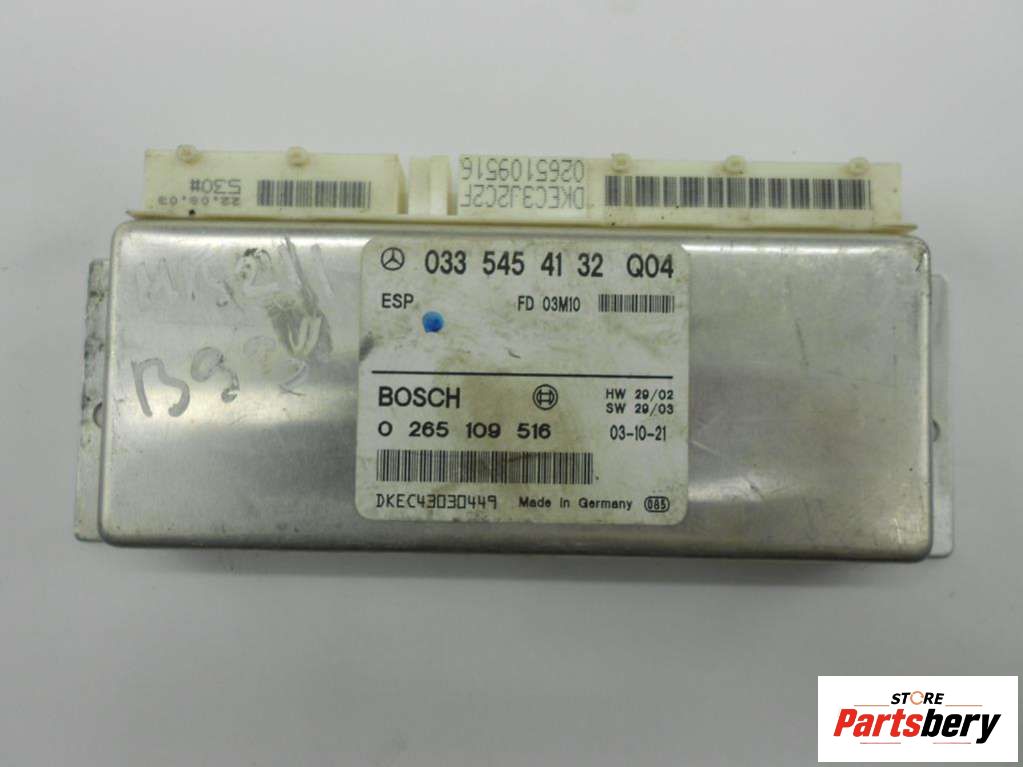 530#
22.08.03
DKEC3J2C2F
0265109516
033 545 41 32 Q04
ESP FD 03M10
BOSCH
HW 29/02
SW 29/03
0 265 109 516 03-10-21
DKEC43030449 Made in Germany 085
STORE
Partsbery